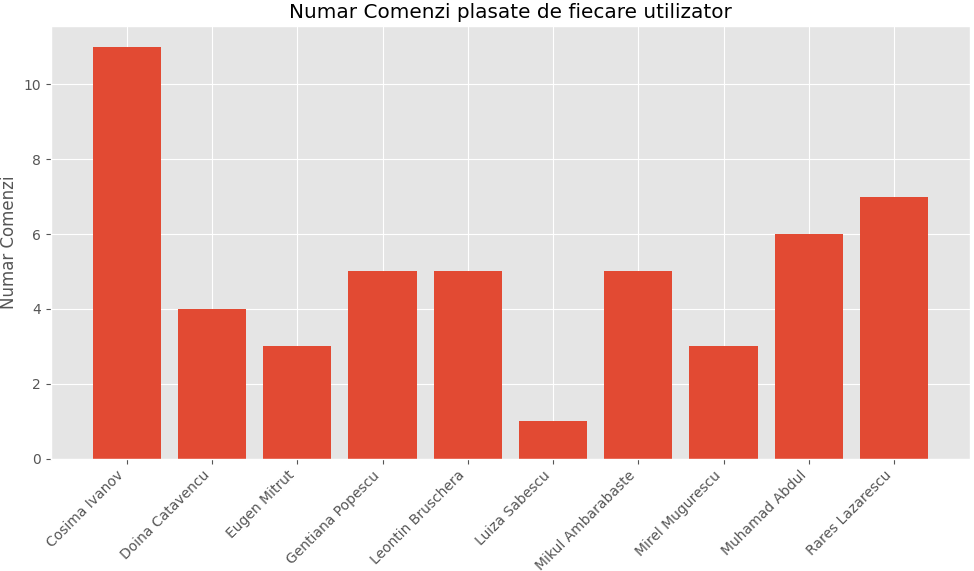 Numar Comenzi plasate de fiecare utilizator
Numar Comenzi
10
8
6
4
2
0
Cosima Ivanov
Doina Catavencu
Eugen Mitrut
Gentiana Popescu
Leontin Bruschera
Luiza Sabescu
Mikul Ambarabaste
Mirel Mugurescu
Muhamad Abdul
Rares Lazarescu